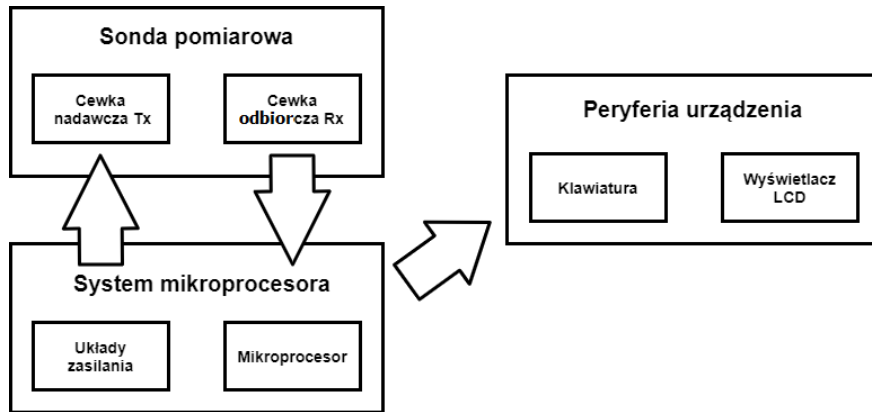 Sonda pomiarowa
Cewka
nadawcza Tx
Cewka
odbiorcza Rx
Peryferia urządzenia
Klawiatura
Wyświetlacz
LCD
System mikroprocesora
Układy
zasilania
Mikroprocesor